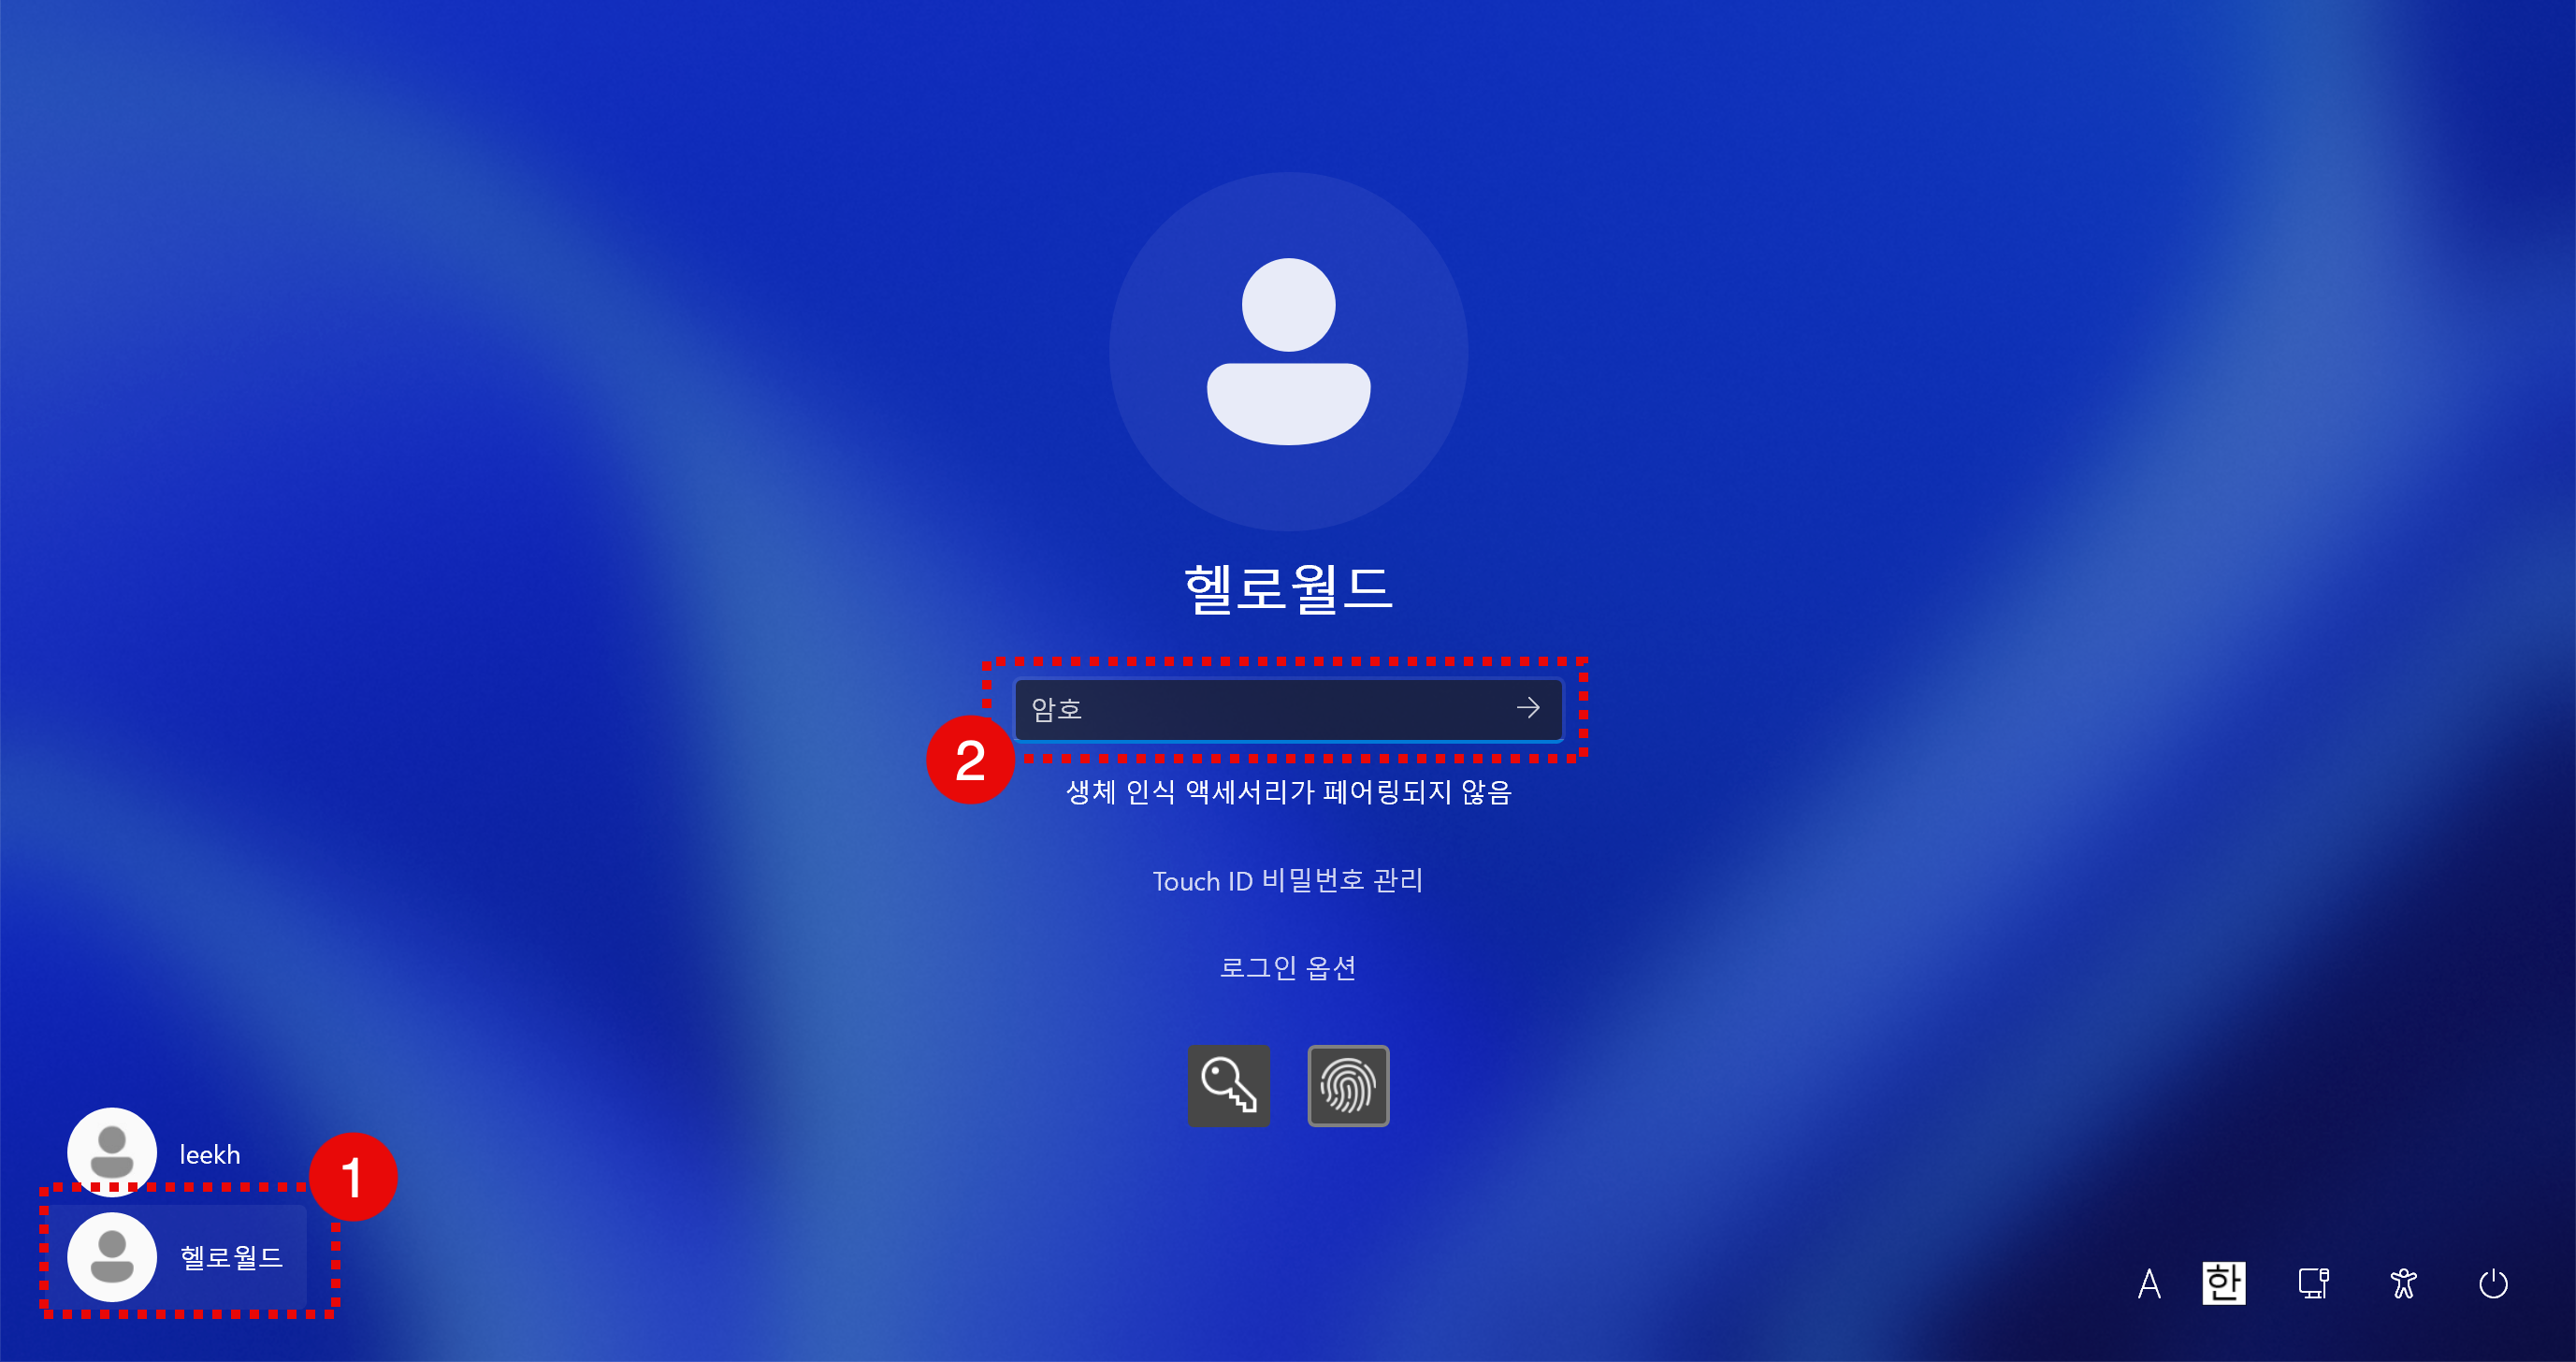 헬로월드
암호
2
생체 인식 액세서리가 페어링되지 않음
Touch ID 비밀번호 관리
로그인 옵션
leekh
1
헬로월드
A
한